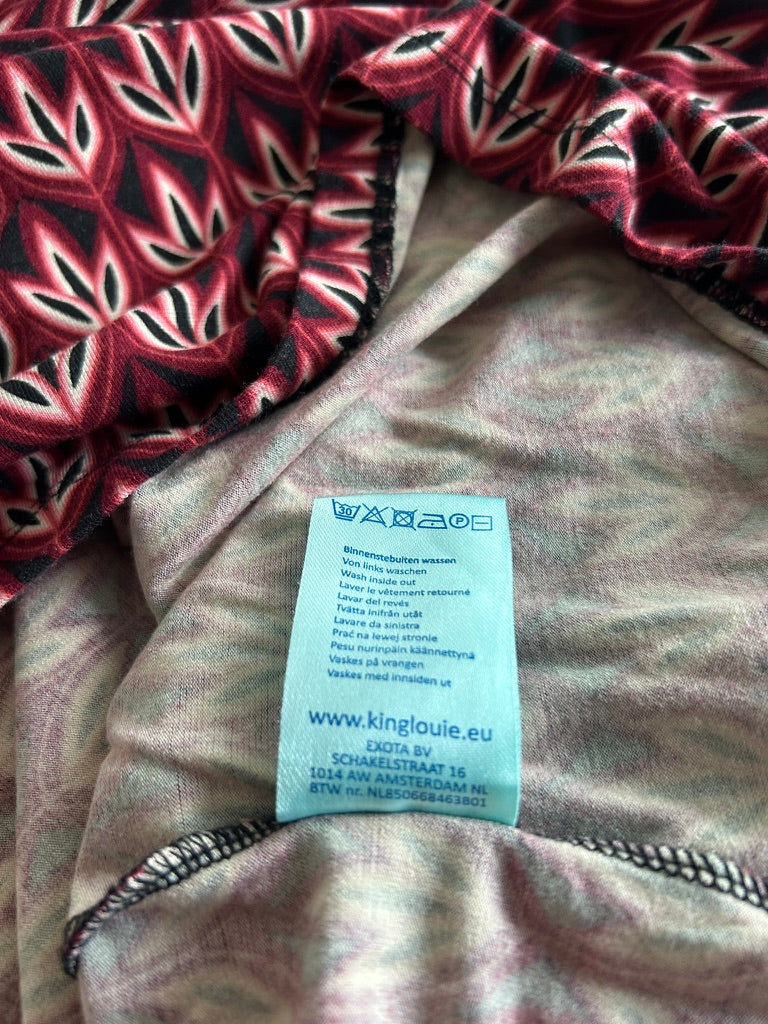 30 P
Binnenstebuiten wassen
Von links waschen
Wash inside out
Laver le vêtement retourné
Lavar del revés
Tvätta inifrån utåt
Lavare da sinistra
Prać na lewej stronie
Pesu nurinpäin käännettynä
Vaskes på vrangen
Vaskes med innsiden ut
www.kinglouie.eu
EXOTA BV
SCHAKELSTRAAT 16
1014 AW AMSTERDAM NL
BTW nr. NL850668463B01